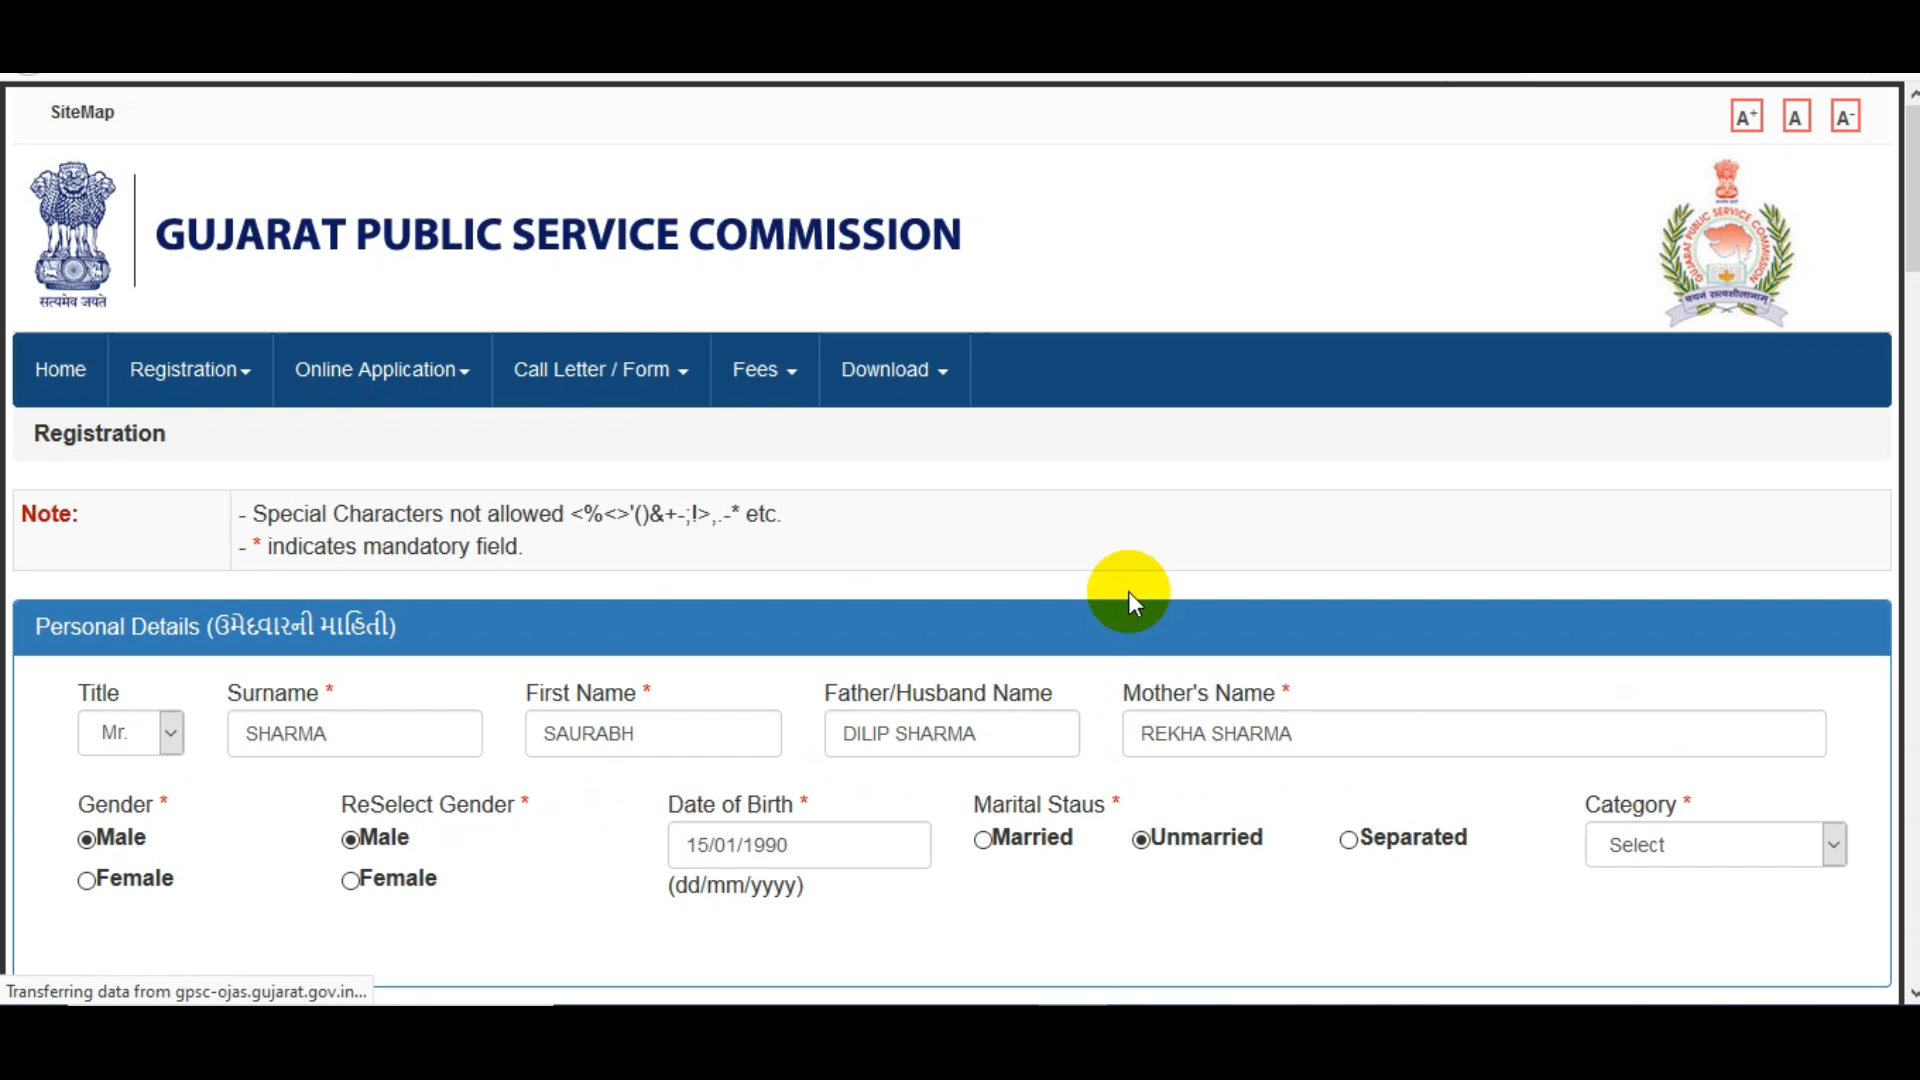 SiteMap
A+ A A-
सत्यमेव जयते
GUJARAT PUBLIC SERVICE COMMISSION
GUJARAT PUBLIC SERVICE COMMISSION
Home Registration Online Application Call Letter / Form Fees Download
Registration
Note: - Special Characters not allowed <%<>'()&+-;!>,.-* etc.
- * indicates mandatory field.
Personal Details (ઉમેદવારની માહિતી)
Title Surname * First Name * Father/Husband Name Mother's Name *
Mr. SHARMA SAURABH DILIP SHARMA REKHA SHARMA
Gender * ReSelect Gender * Date of Birth * Marital Staus * Category *
Male Male 15/01/1990 Married Unmarried Separated Select
Female Female (dd/mm/yyyy)
Transferring data from gpsc-ojas.gujarat.gov.in...